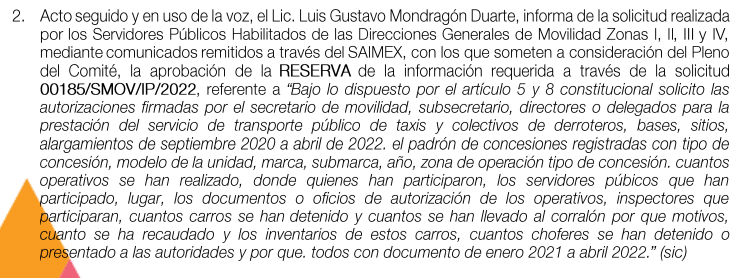 2. Acto seguido y en uso de la voz, el Lic. Luis Gustavo Mondragón Duarte, informa de la solicitud realizada
por los Servidores Públicos Habilitados de las Direcciones Generales de Movilidad Zonas I, II, III y IV,
mediante comunicados remitidos a través del SAIMEX, con los que someten a consideración del Pleno
del Comité, la aprobación de la RESERVA de la información requerida a través de la solicitud
00185/SMOV/IP/2022, referente a “Bajo lo dispuesto por el artículo 5 y 8 constitucional solicito las
autorizaciones firmadas por el secretario de movilidad, subsecretario, directores o delegados para la
prestación del servicio de transporte público de taxis y colectivos de derroteros, bases, sitios,
alargamientos de septiembre 2020 a abril de 2022. el padrón de concesiones registradas con tipo de
concesión, modelo de la unidad, marca, submarca, año, zona de operación tipo de concesión. cuantos
operativos se han realizado, donde quienes han participaron, los servidores púbicos que han
participado, lugar, los documentos o oficios de autorización de los operativos, inspectores que
participaran, cuantos carros se han detenido y cuantos se han llevado al corralón por que motivos,
cuanto se ha recaudado y los inventarios de estos carros, cuantos choferes se han detenido o
presentado a las autoridades y por que. todos con documento de enero 2021 a abril 2022.” (sic)